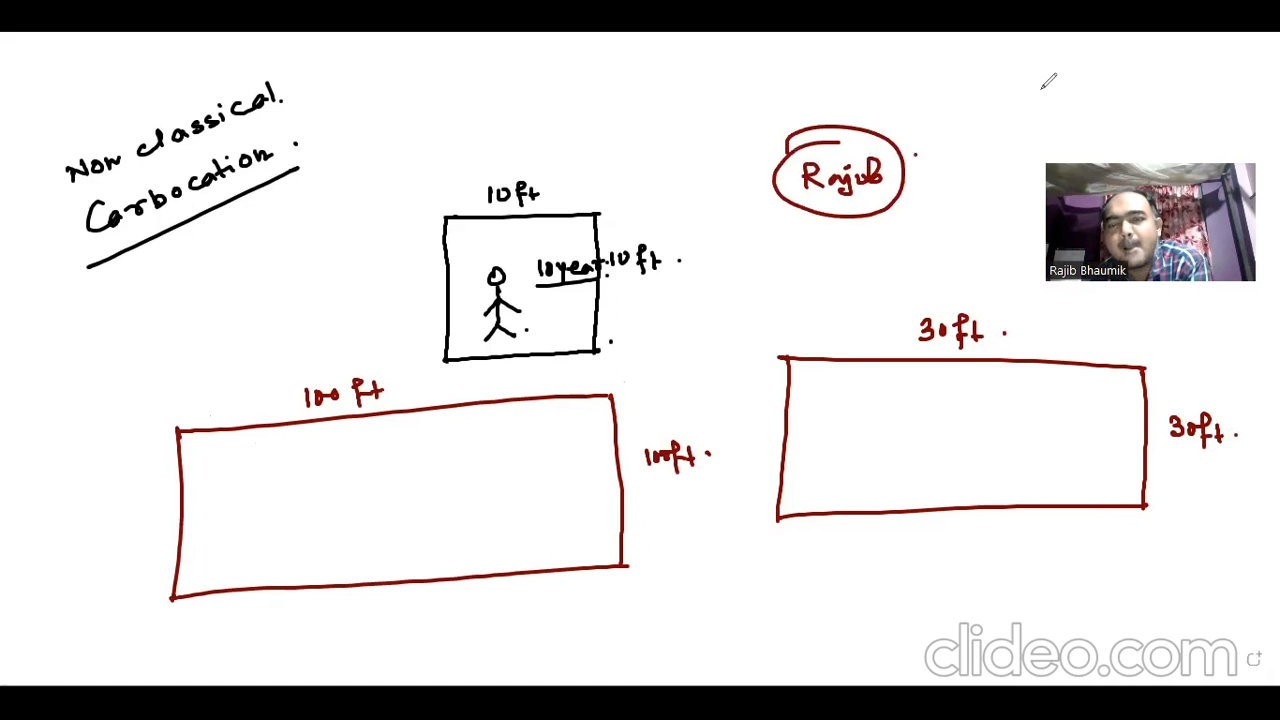 Non classical.
Carbocation.
10ft
10year.
10ft.
Rajib
Rajib Bhaumik
30ft.
30ft.
100ft
100ft.
clideo.com